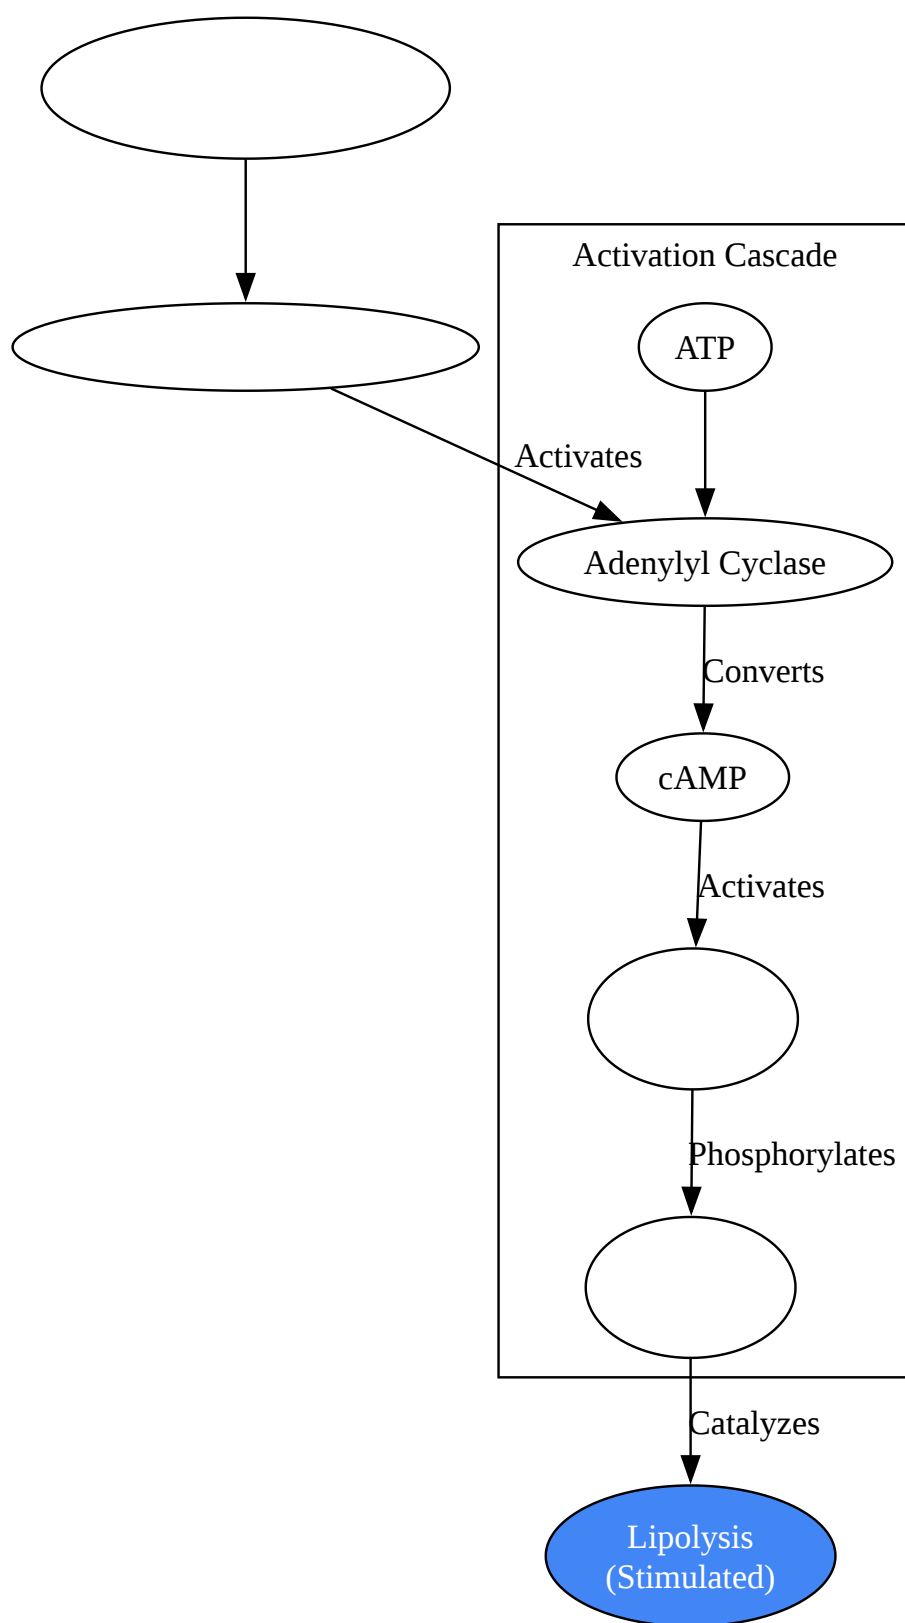 Activation Cascade
ATP
Activates
Adenylyl Cyclase
Converts
cAMP
Activates
Phosphorylates
Catalyzes
Lipolysis
(Stimulated)